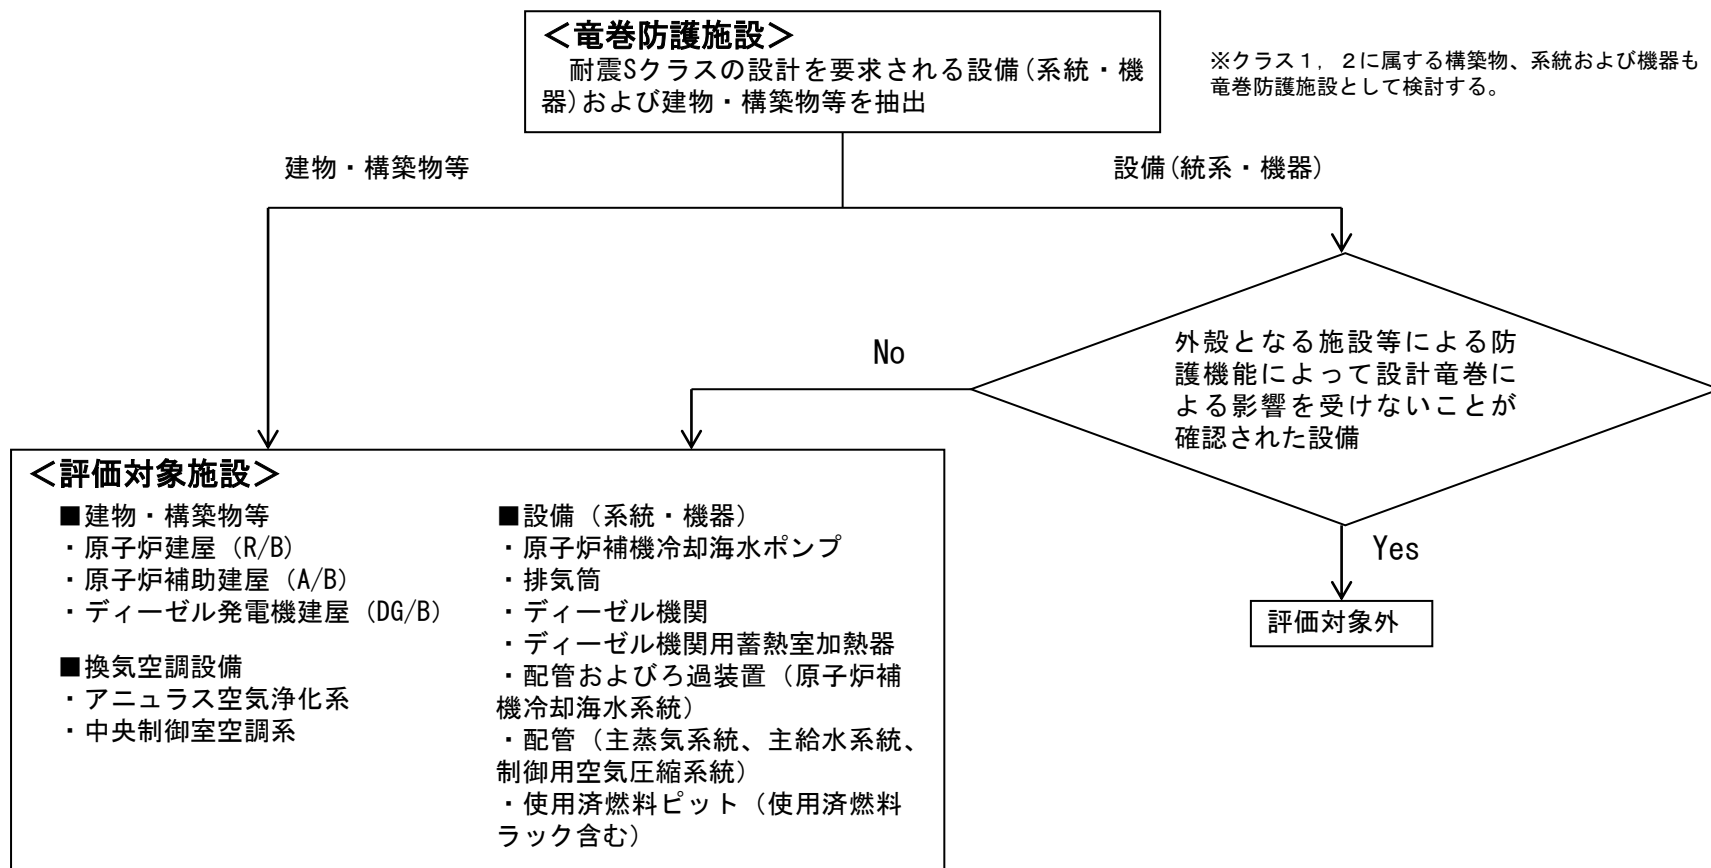 ＜竜巻防護施設＞
耐震Sクラスの設計を要求される設備(系統・機
器)および建物・構築物等を抽出
※クラス１，２に属する構築物、系統および機器も
竜巻防護施設として検討する。
建物・構築物等
設備(統系・機器)
外殻となる施設等による防
護機能によって設計竜巻に
よる影響を受けないことが
確認された設備
No
Yes
評価対象外
＜評価対象施設＞
■建物・構築物等
・原子炉建屋（R/B）
・原子炉補助建屋（A/B）
・ディーゼル発電機建屋（DG/B）
■換気空調設備
・アニュラス空気浄化系
・中央制御室空調系
■設備（系統・機器）
・原子炉補機冷却海水ポンプ
・排気筒
・ディーゼル機関
・ディーゼル機関用蓄熱室加熱器
・配管およびろ過装置（原子炉補
機冷却海水系統）
・配管（主蒸気系統、主給水系統、
制御用空気圧縮系統）
・使用済燃料ピット（使用済燃料
ラック含む）